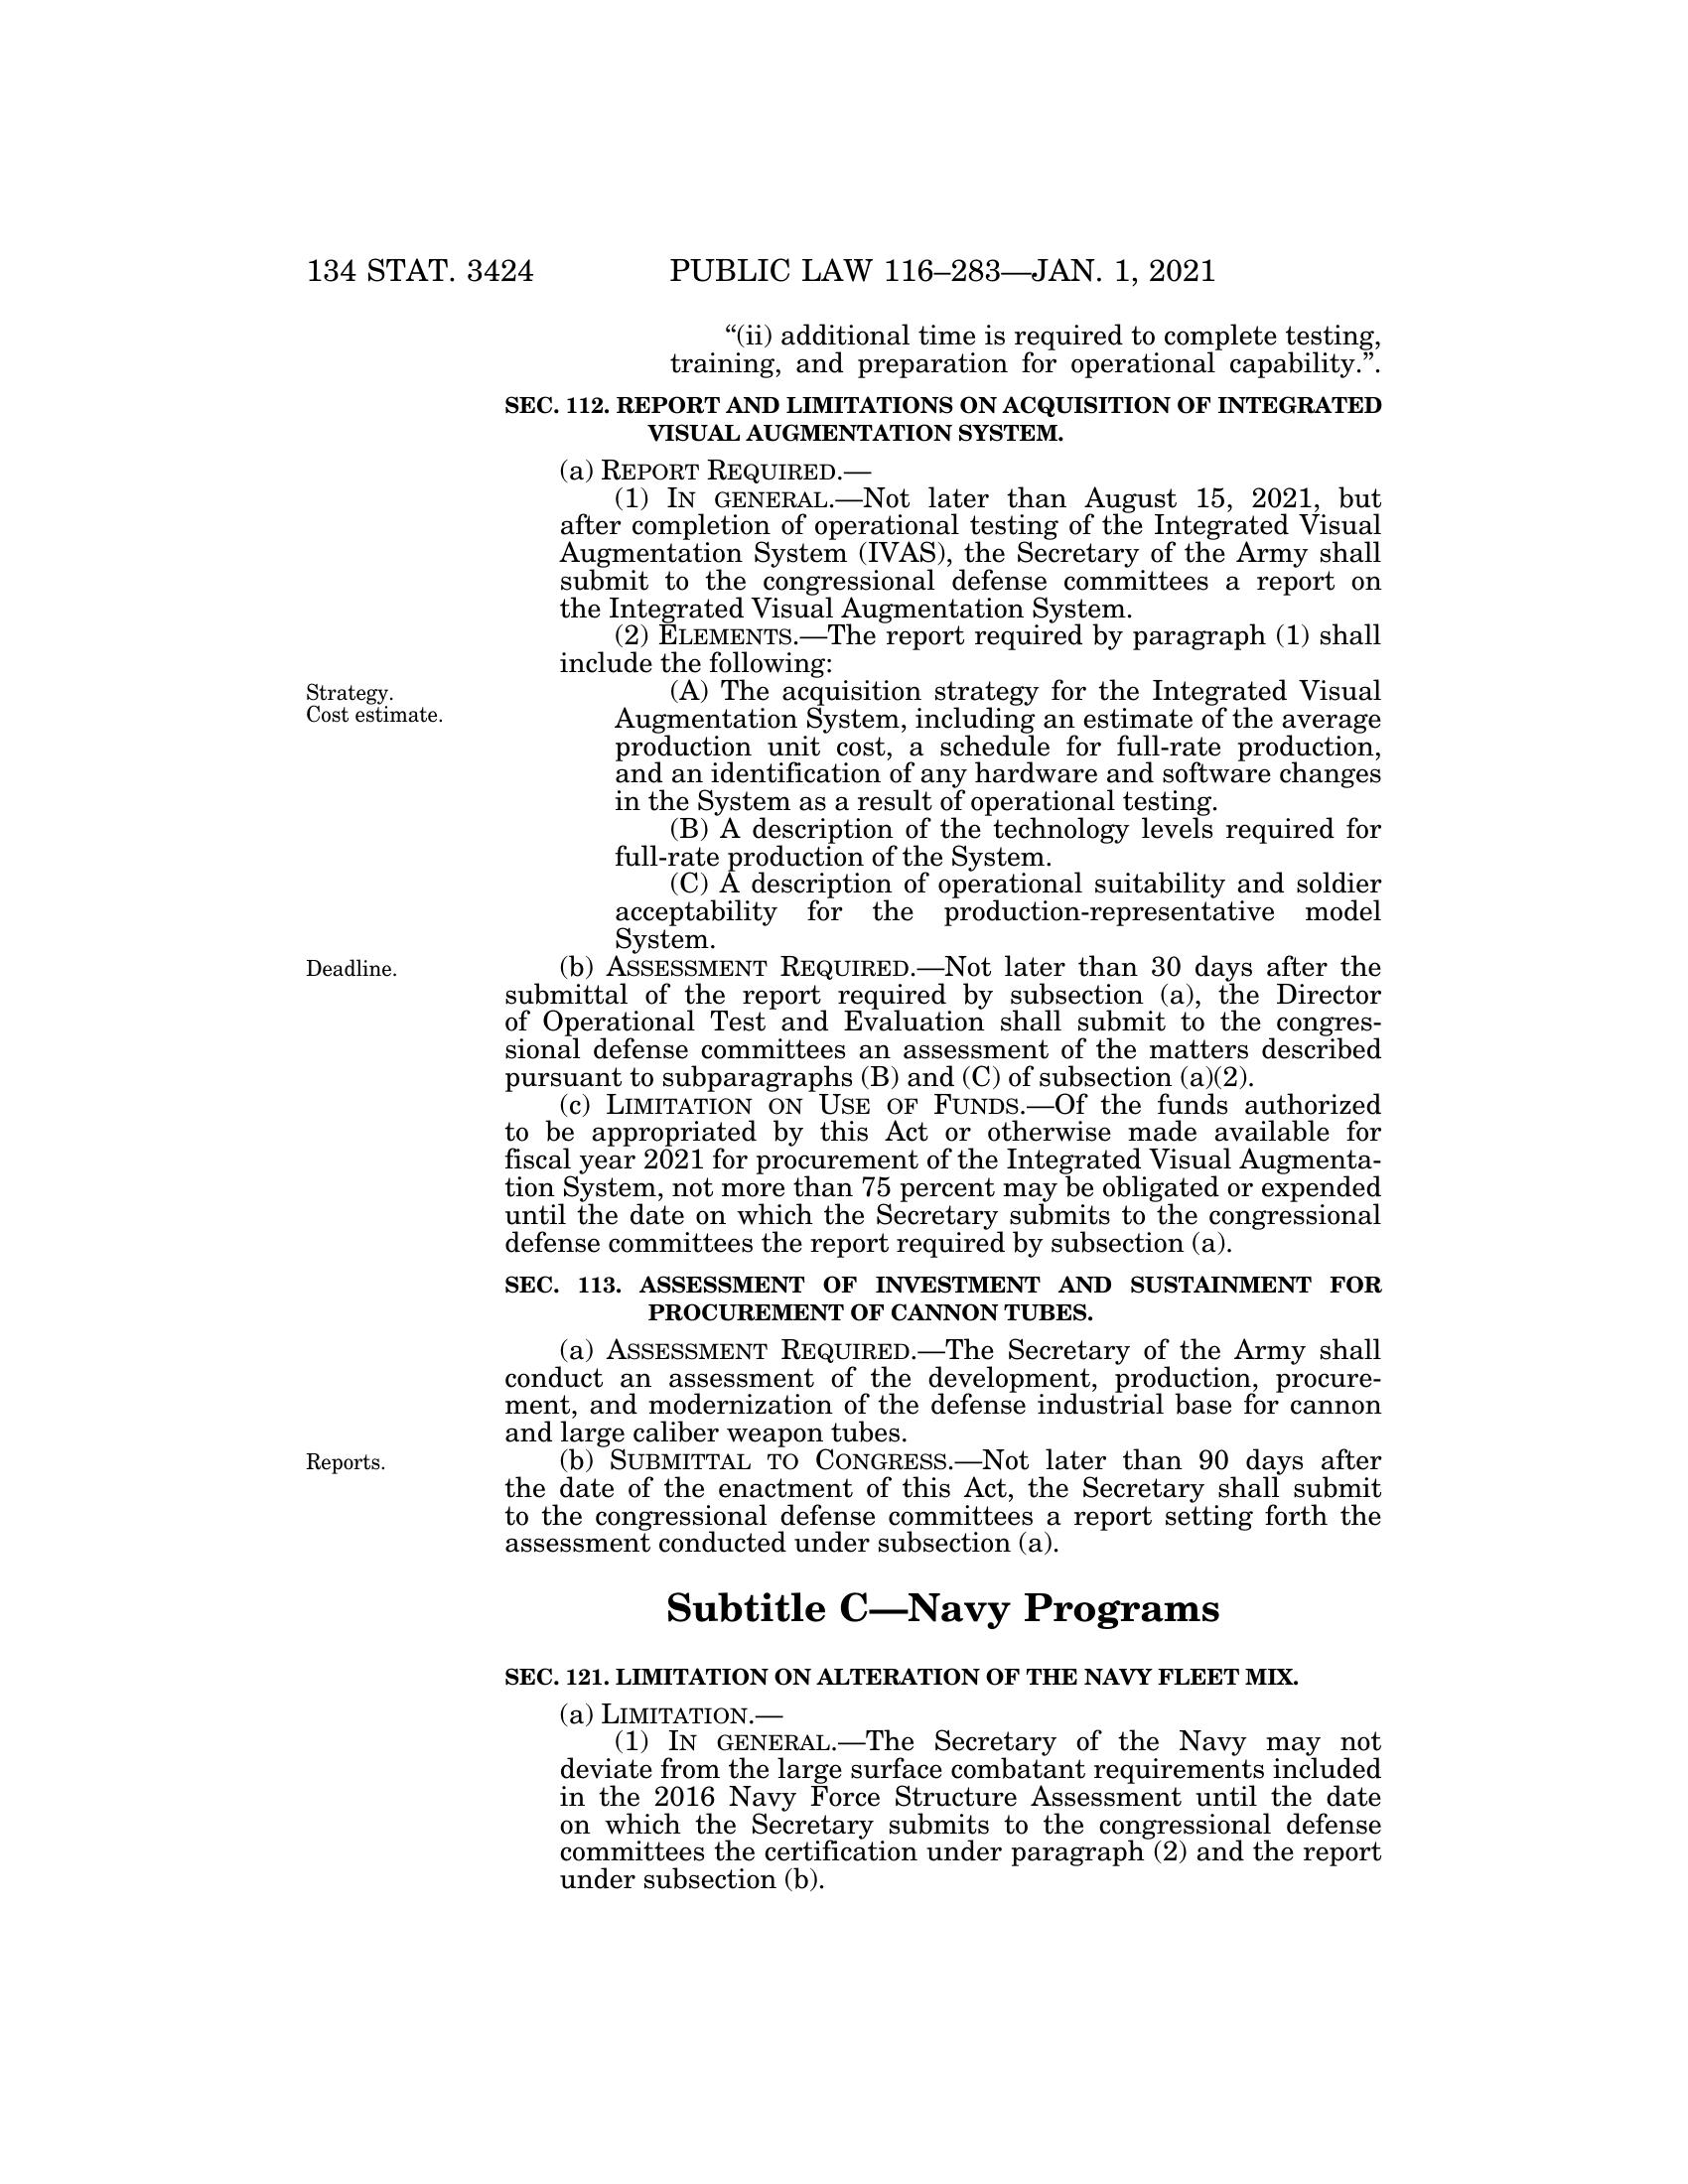 134 STAT. 3424 PUBLIC LAW 116–283—JAN. 1, 2021
“(ii) additional time is required to complete testing,
training, and preparation for operational capability.”.
SEC. 112. REPORT AND LIMITATIONS ON ACQUISITION OF INTEGRATED
VISUAL AUGMENTATION SYSTEM.
(a) REPORT REQUIRED.—
(1) IN GENERAL.—Not later than August 15, 2021, but
after completion of operational testing of the Integrated Visual
Augmentation System (IVAS), the Secretary of the Army shall
submit to the congressional defense committees a report on
the Integrated Visual Augmentation System.
(2) ELEMENTS.—The report required by paragraph (1) shall
include the following:
Strategy.
Cost estimate.
(A) The acquisition strategy for the Integrated Visual
Augmentation System, including an estimate of the average
production unit cost, a schedule for full-rate production,
and an identification of any hardware and software changes
in the System as a result of operational testing.
(B) A description of the technology levels required for
full-rate production of the System.
(C) A description of operational suitability and soldier
acceptability for the production-representative model
System.
Deadline.
(b) ASSESSMENT REQUIRED.—Not later than 30 days after the
submittal of the report required by subsection (a), the Director
of Operational Test and Evaluation shall submit to the congres-
sional defense committees an assessment of the matters described
pursuant to subparagraphs (B) and (C) of subsection (a)(2).
(c) LIMITATION ON USE OF FUNDS.—Of the funds authorized
to be appropriated by this Act or otherwise made available for
fiscal year 2021 for procurement of the Integrated Visual Augmenta-
tion System, not more than 75 percent may be obligated or expended
until the date on which the Secretary submits to the congressional
defense committees the report required by subsection (a).
SEC. 113. ASSESSMENT OF INVESTMENT AND SUSTAINMENT FOR
PROCUREMENT OF CANNON TUBES.
(a) ASSESSMENT REQUIRED.—The Secretary of the Army shall
conduct an assessment of the development, production, procure-
ment, and modernization of the defense industrial base for cannon
and large caliber weapon tubes.
Reports.
(b) SUBMITTAL TO CONGRESS.—Not later than 90 days after
the date of the enactment of this Act, the Secretary shall submit
to the congressional defense committees a report setting forth the
assessment conducted under subsection (a).
Subtitle C—Navy Programs
SEC. 121. LIMITATION ON ALTERATION OF THE NAVY FLEET MIX.
(a) LIMITATION.—
(1) IN GENERAL.—The Secretary of the Navy may not
deviate from the large surface combatant requirements included
in the 2016 Navy Force Structure Assessment until the date
on which the Secretary submits to the congressional defense
committees the certification under paragraph (2) and the report
under subsection (b).